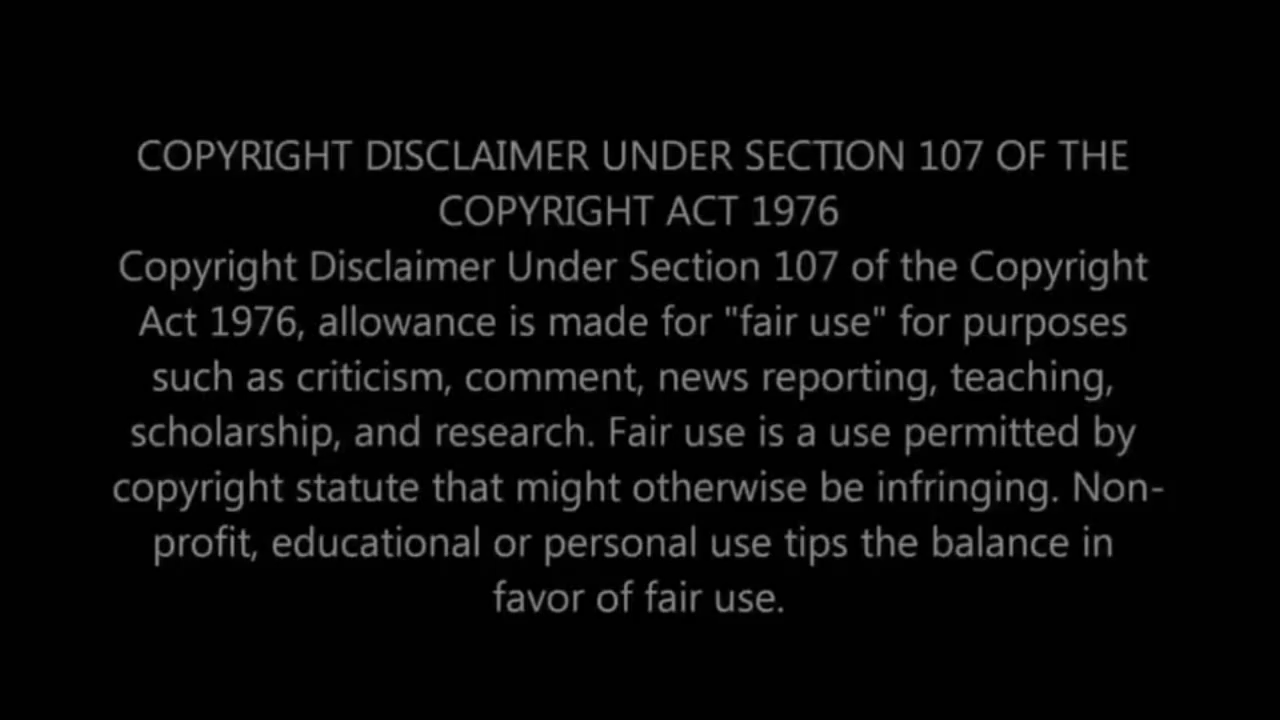 COPYRIGHT DISCLAIMER UNDER SECTION 107 OF THE
COPYRIGHT ACT 1976
Copyright Disclaimer Under Section 107 of the Copyright
Act 1976, allowance is made for "fair use" for purposes
such as criticism, comment, news reporting, teaching,
scholarship, and research. Fair use is a use permitted by
copyright statute that might otherwise be infringing. Non-
profit, educational or personal use tips the balance in
favor of fair use.